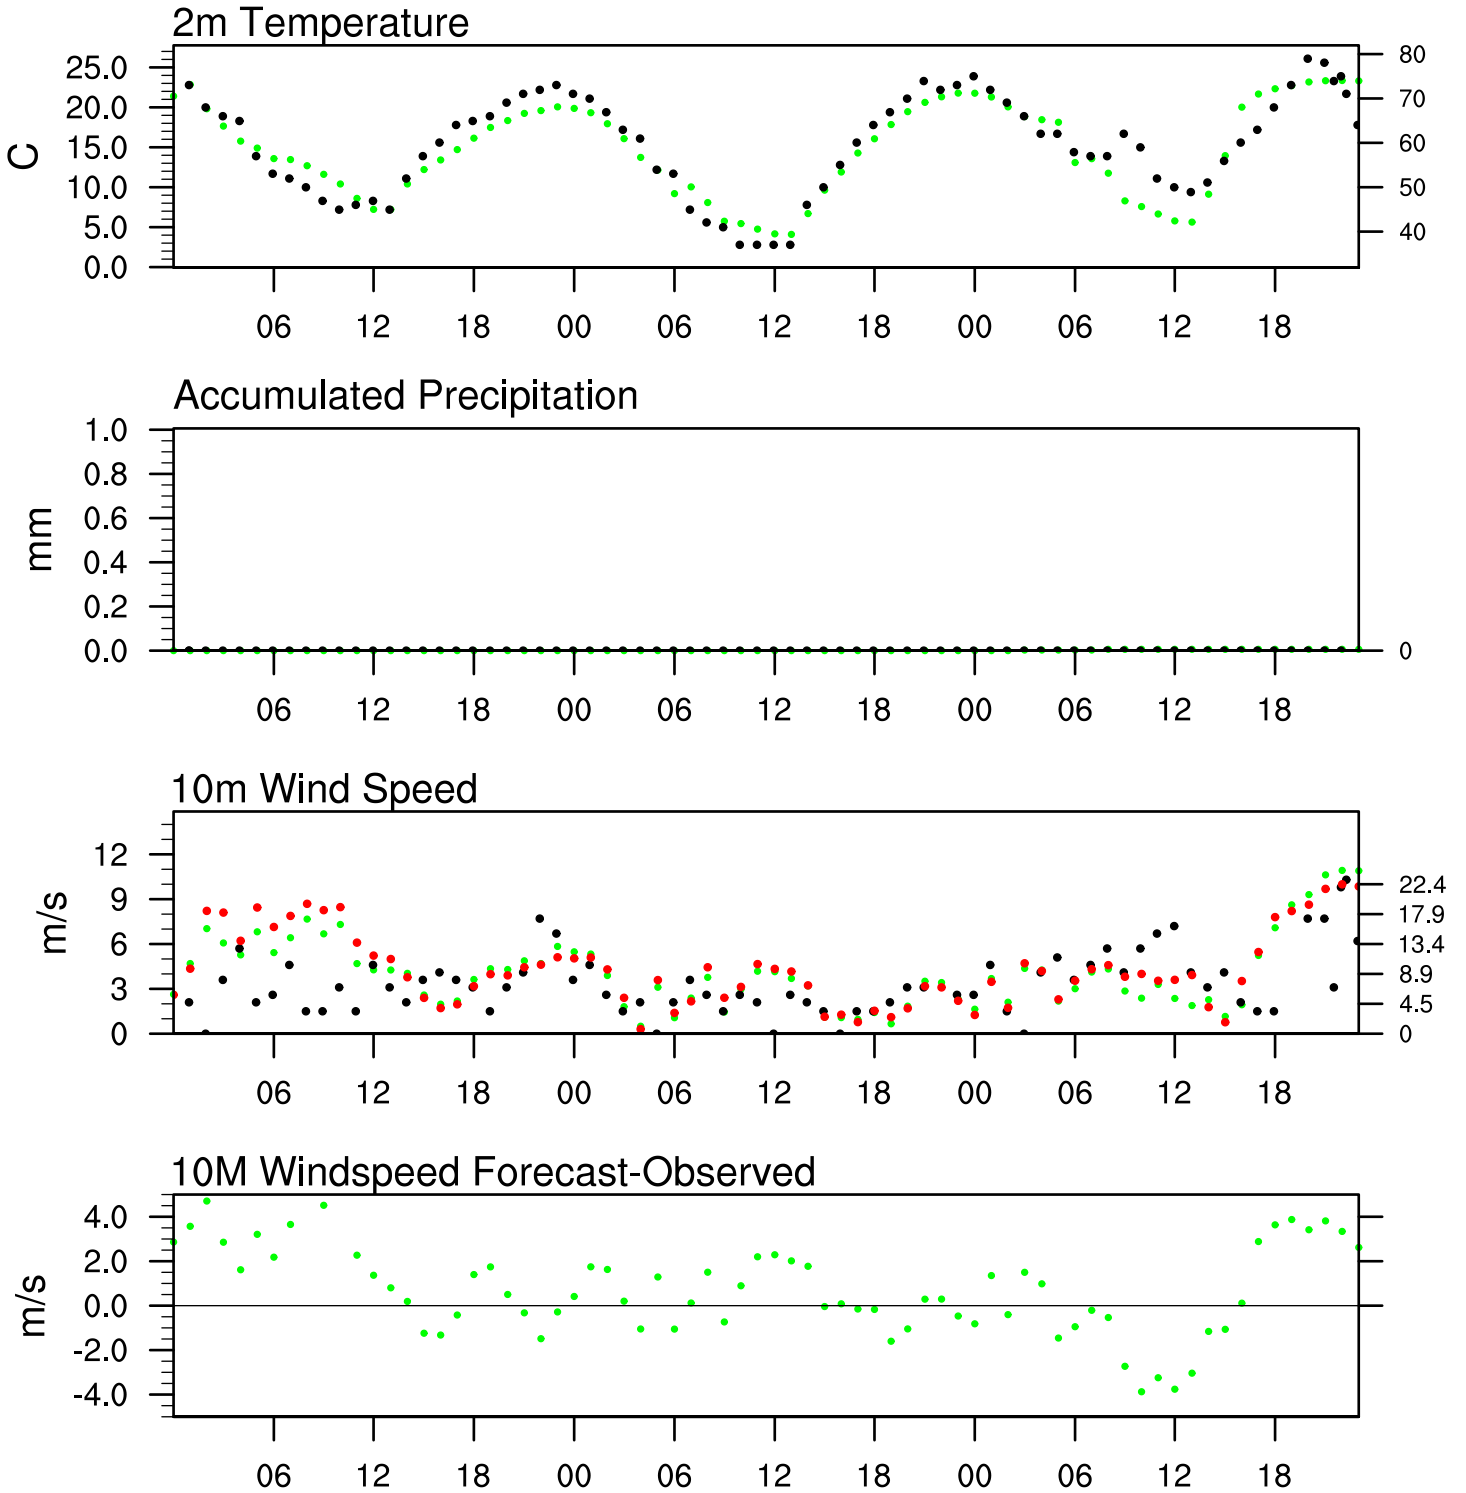 2m Temperature
25.0
20.0
15.0
10.0
5.0
0.0
C
80
70
60
50
40
06 12 18 00 06 12 18 00 06 12 18
Accumulated Precipitation
1.0
0.8
0.6
0.4
0.2
0.0
mm
0
06 12 18 00 06 12 18 00 06 12 18
10m Wind Speed
12
9
6
3
0
m/s
22.4
17.9
13.4
8.9
4.5
0
06 12 18 00 06 12 18 00 06 12 18
10M Windspeed Forecast-Observed
4.0
2.0
0.0
-2.0
-4.0
m/s
06 12 18 00 06 12 18 00 06 12 18